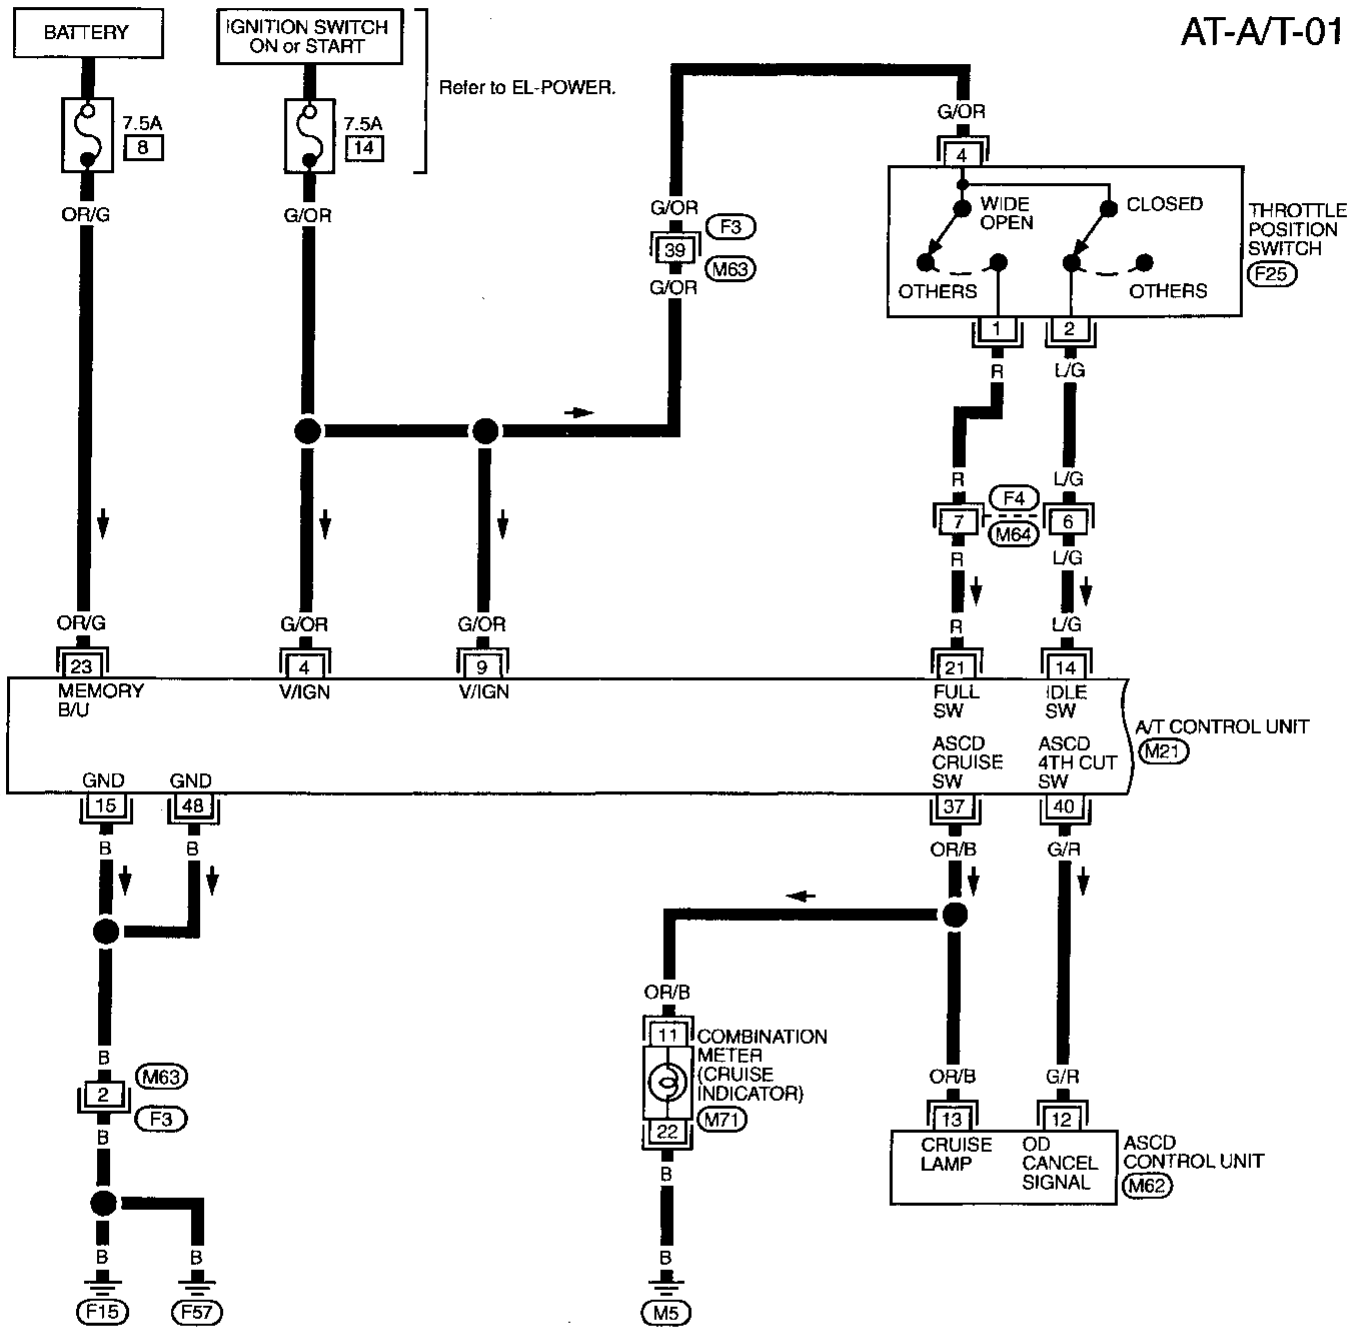 AT-A/T-01
BATTERY
IGNITION SWITCH
ON or START
Refer to EL-POWER.
7.5A
8
7.5A
14
G/OR
4
OR/G
G/OR
G/OR
F3
39
M63
G/OR
WIDE
OPEN
CLOSED
OTHERS
OTHERS
THROTTLE
POSITION
SWITCH
F25
1
2
R
L/G
R
L/G
F4
7
6
M64
R
L/G
OR/G
G/OR
G/OR
R
L/G
23
4
9
21
14
MEMORY
B/U
V/IGN
V/IGN
FULL
SW
IDLE
SW
A/T CONTROL UNIT
M21
ASCD
CRUISE
SW
ASCD
4TH CUT
SW
GND
GND
15
48
37
40
B
B
OR/B
G/R
OR/B
11
COMBINATION
METER
(CRUISE
INDICATOR)
M71
22
B
B
M5
B
M63
2
F3
B
B
B
F15
F57
OR/B
G/R
13
12
CRUISE
LAMP
OD
CANCEL
SIGNAL
ASCD
CONTROL UNIT
M62